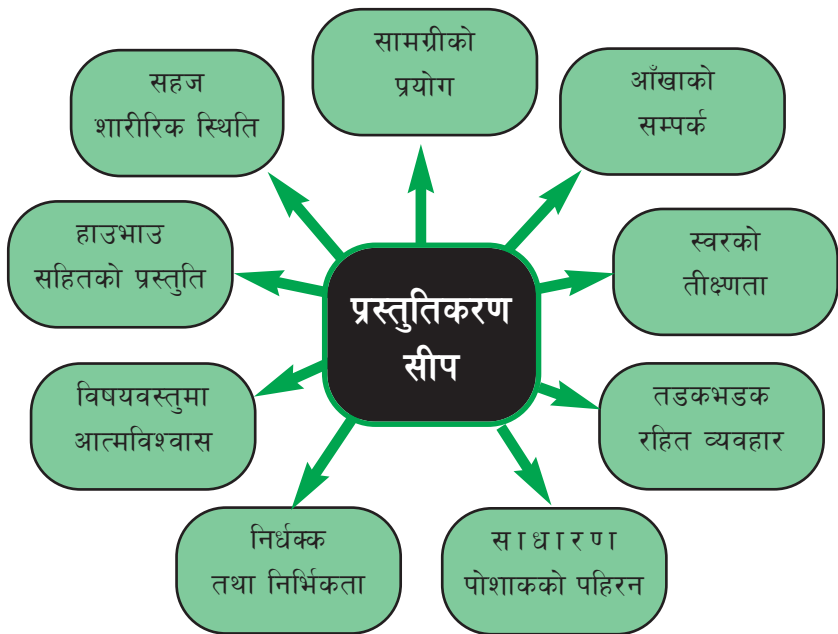 सामग्रीको
प्रयोग
सहज
शारीरिक स्थिति
आँखाको
सम्पर्क
हाउभाउ
सहितको प्रस्तुति
स्वरको
तीक्ष्णता
प्रस्तुतिकरण
सीप
विषयवस्तुमा
आत्मविश्वास
तडकभडक
रहित व्यवहार
निर्धक्क
तथा निर्भिकता
साधारण
पोशाकको पहिरन